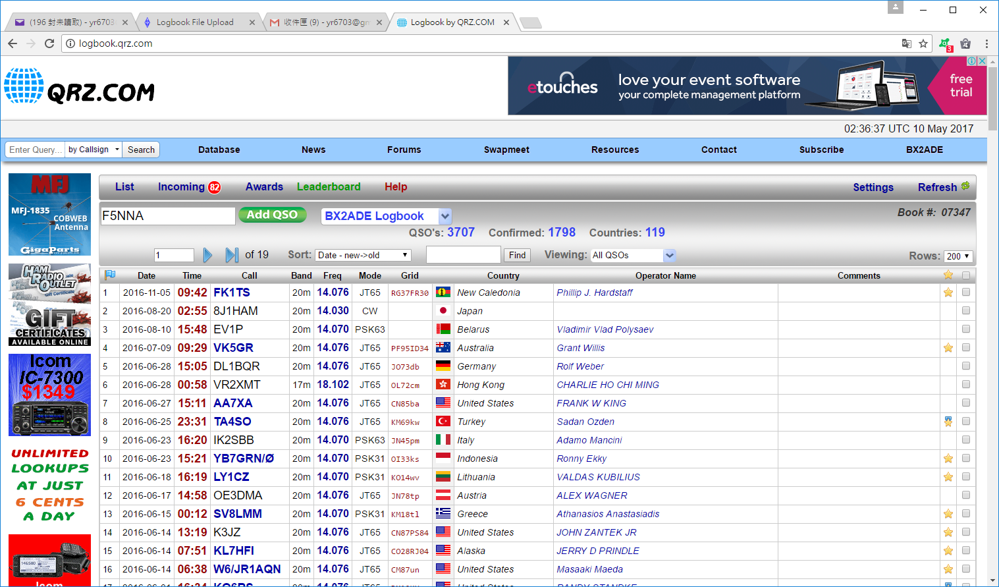 (196 封未讀取) - yr6703
Logbook File Upload
收件匣 (9) - yr6703@gm
Logbook by QRZ.COM
logbook.qrz.com
3
QRZ.COM
etouches
love your event software
your complete management platform
free
trial
02:36:37 UTC 10 May 2017
Enter Query... by Callsign Search Database News Forums Swapmeet Resources Contact Subscribe BX2ADE
MFJ
MFJ-1835
COBWEB
Antenna
GigaParts
HAM
RADIO
OUTLET
GIFT
CERTIFICATES
AVAILABLE ONLINE
Icom
IC-7300
$1349
UNLIMITED
LOOKUPS
AT JUST
6 CENTS
A DAY
Icom
List Incoming 82 Awards Leaderboard Help Settings Refresh
F5NNA Add QSO BX2ADE Logbook Book #: 07347
QSO's: 3707 Confirmed: 1798 Countries: 119
1 of 19 Sort: Date - new->old Find Viewing: All QSOs Rows: 200
Date Time Call Band Freq Mode Grid Country Operator Name Comments
1 2016-11-05 09:42 FK1TS 20m 14.076 JT65 RG37FR30 New Caledonia Phillip J. Hardstaff
2 2016-08-20 02:55 8J1HAM 20m 14.030 CW Japan
3 2016-08-10 15:48 EV1P 20m 14.070 PSK63 Belarus Vladimir Vlad Polysaev
4 2016-07-09 09:29 VK5GR 20m 14.076 JT65 PF95ID34 Australia Grant Willis
5 2016-06-28 15:05 DL1BQR 20m 14.076 JT65 JO73db Germany Rolf Weber
6 2016-06-28 00:58 VR2XMT 17m 18.102 JT65 OL72cm Hong Kong CHARLIE HO CHI MING
7 2016-06-27 15:11 AA7XA 20m 14.076 JT65 CN85ba United States FRANK W KING
8 2016-06-25 23:31 TA4SO 20m 14.076 JT65 KM69kw Turkey Sadan Ozden
9 2016-06-23 16:20 IK2SBB 20m 14.070 PSK63 JN45pm Italy Adamo Mancini
10 2016-06-23 15:21 YB7GRN/Ø 20m 14.070 PSK31 OI33ks Indonesia Ronny Ekky
11 2016-06-18 16:19 LY1CZ 20m 14.070 PSK31 KO14wv Lithuania VALDAS KUBILIUS
12 2016-06-17 14:58 OE3DMA 20m 14.076 JT65 JN78tp Austria ALEX WAGNER
13 2016-06-15 00:12 SV8LMM 20m 14.070 PSK31 KM18tl Greece Athanasios Anastasiadis
14 2016-06-14 13:19 K3JZ 20m 14.076 JT65 CN87PS84 United States JOHN ZANTEK JR
15 2016-06-14 07:51 KL7HFI 20m 14.076 JT65 CO28RJ04 Alaska JERRY D PRINDLE
16 2016-06-14 06:38 W6/JR1AQN 20m 14.076 JT65 CM87un United States Masaaki Maeda